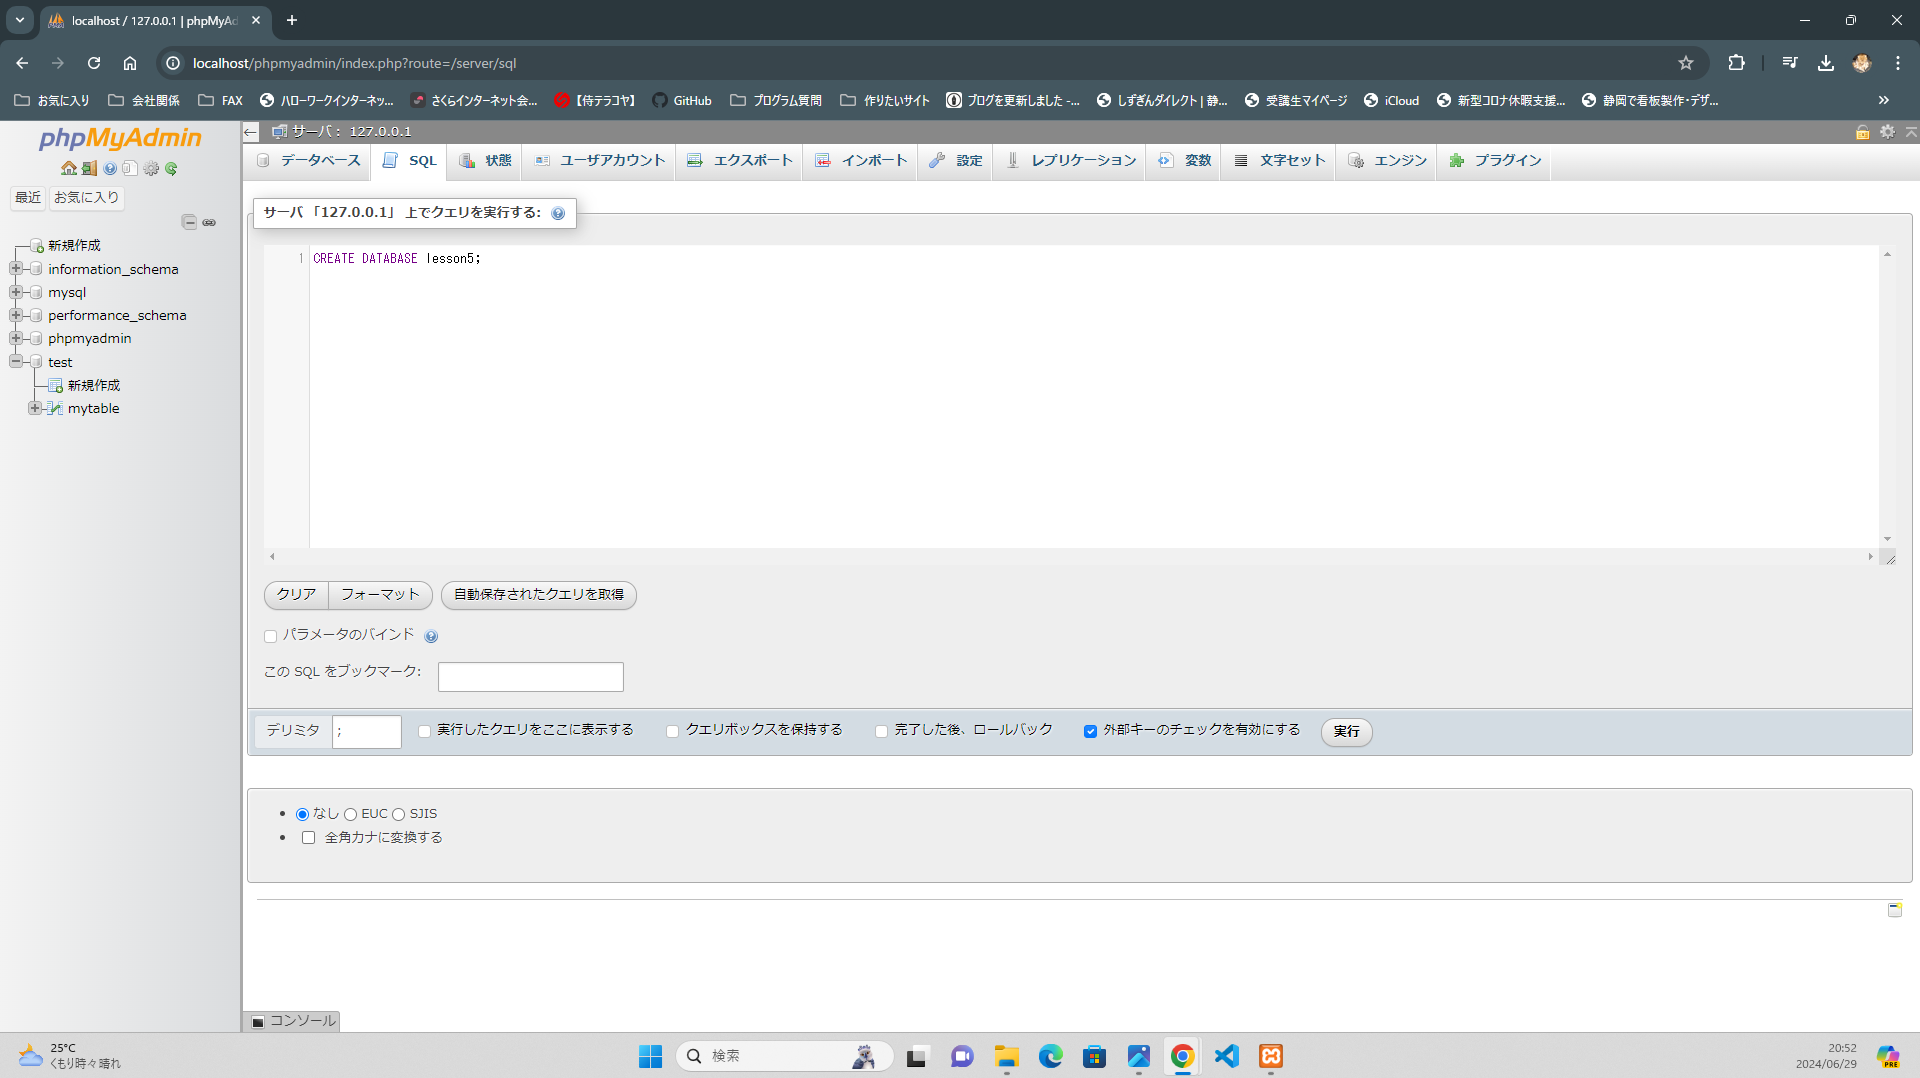 localhost / 127.0.0.1 | phpMyAd
localhost/phpmyadmin/index.php?route=/server/sql
お気に入り 会社関係 FAX ハローワークインターネッ... さくらインターネット会... 【侍テラコヤ】 GitHub プログラム質問 作りたいサイト ブログを更新しました -... しずぎんダイレクト | 静... 受講生マイページ iCloud 新型コロナ休暇支援... 静岡で看板製作・デザ...
phpMyAdmin
最近 お気に入り
新規作成
information_schema
mysql
performance_schema
phpmyadmin
test
新規作成
mytable
サーバ: 127.0.0.1
データベース SQL 状態 ユーザアカウント エクスポート インポート 設定 レプリケーション 変数 文字セット エンジン プラグイン
サーバ 「127.0.0.1」 上でクエリを実行する:
1 CREATE DATABASE lesson5;
クリア フォーマット 自動保存されたクエリを取得
パラメータのバインド
この SQL をブックマーク:
デリミタ ; 実行したクエリをここに表示する クエリボックスを保持する 完了した後、ロールバック 外部キーのチェックを有効にする 実行
なし EUC SJIS
全角カナに変換する
コンソール
25°C
くもり時々晴れ
検索
PRE
20:52
2024/06/29